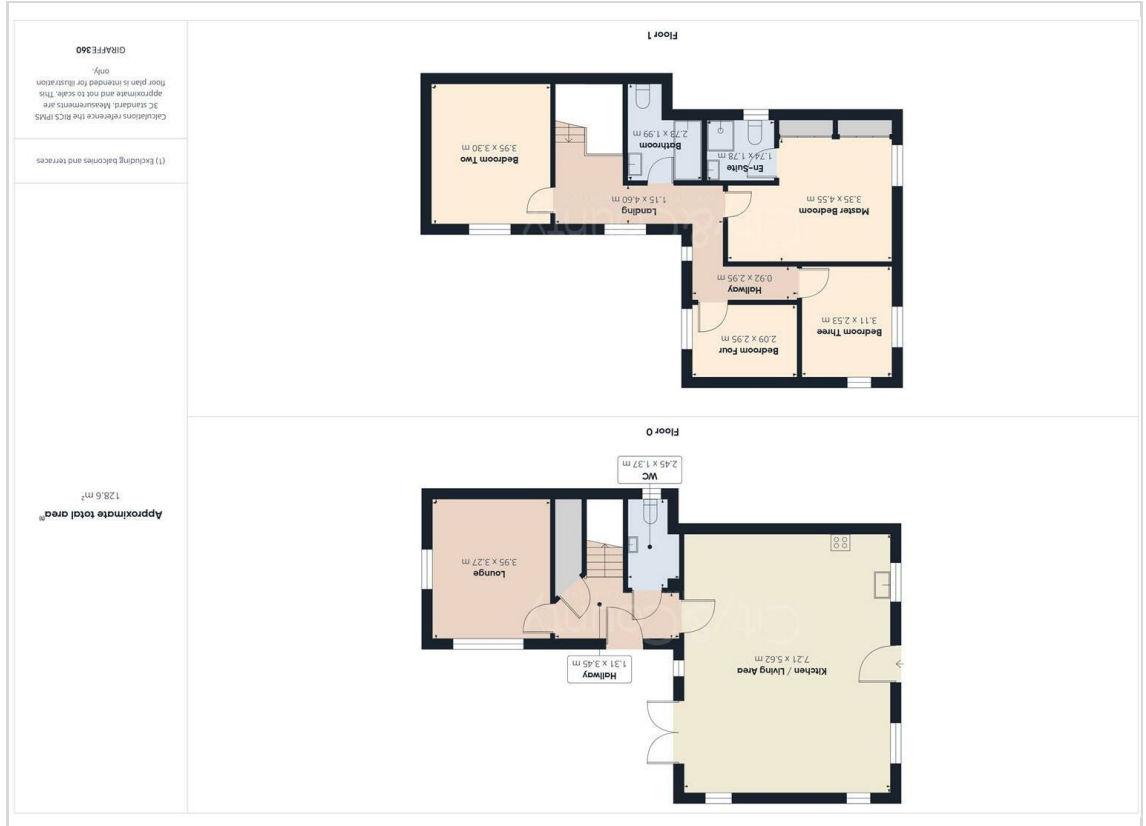 Kitchen / Living Area
7.21 x 5.62 m
Hallway
1.31 x 3.45 m
Lounge
3.95 x 3.27 m
WC
2.45 x 1.37 m
Floor 0
Bedroom Three
3.11 x 2.53 m
Bedroom Four
2.09 x 2.95 m
Hallway
0.92 x 2.95 m
Master Bedroom
3.35 x 4.55 m
Landing
1.15 x 4.60 m
En-Suite
1.74 x 1.78 m
Bathroom
2.73 x 1.99 m
Bedroom Two
3.95 x 3.30 m
Floor 1
Approximate total area⁽¹⁾
128.6 m²
(1) Excluding balconies and terraces
Calculations reference the RICS IPMS
3C standard. Measurements are
approximate and not to scale. This
floor plan is intended for illustration
only.
GIRAFFE360